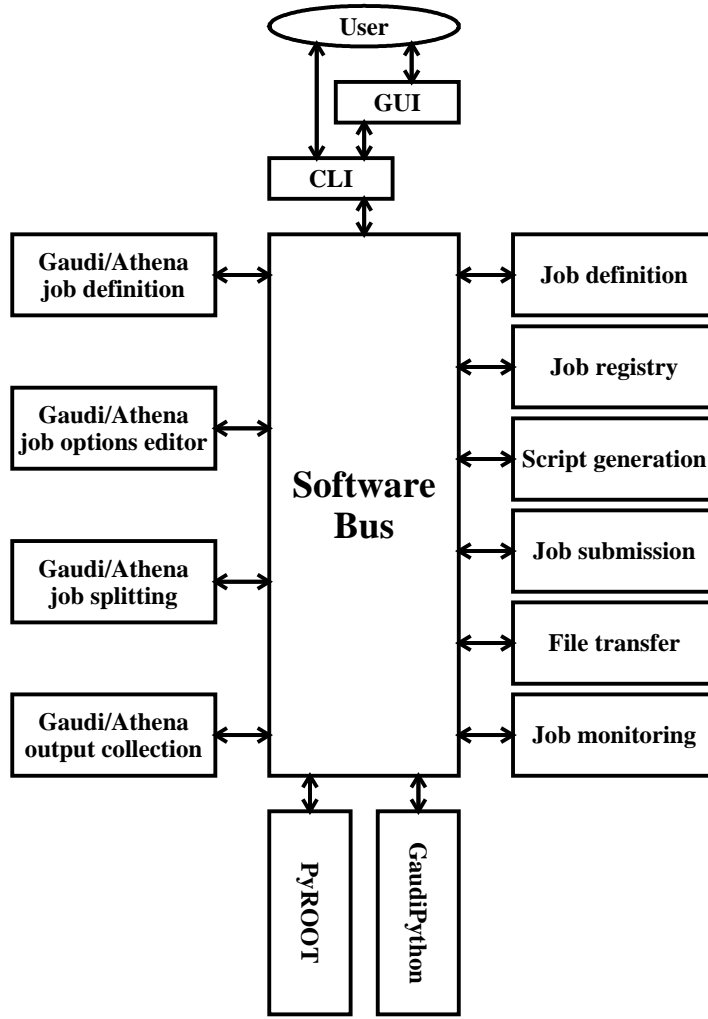 User
GUI
CLI
Gaudi/Athena
job definition
Gaudi/Athena
job options editor
Gaudi/Athena
job splitting
Gaudi/Athena
output collection
Software
Bus
Job definition
Job registry
Script generation
Job submission
File transfer
Job monitoring
PyROOT
GaudiPython